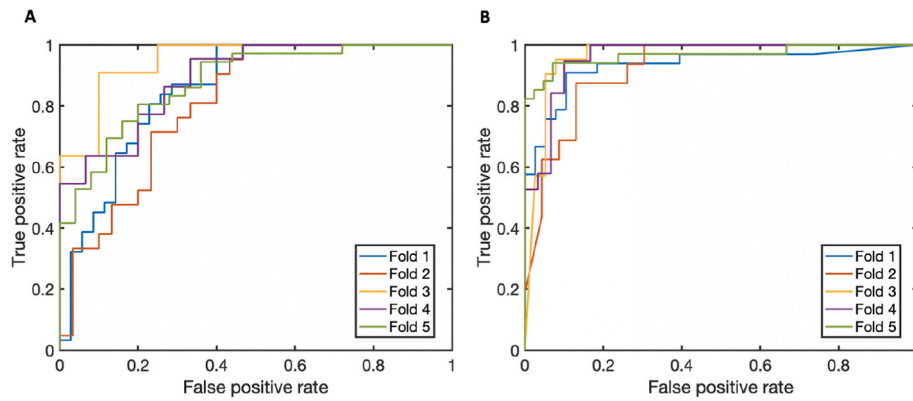 A
B
True positive rate
1
0.8
0.6
0.4
0.2
0
0
0.2
0.4
0.6
0.8
1
False positive rate
Fold 1
Fold 2
Fold 3
Fold 4
Fold 5
True positive rate
1
0.8
0.6
0.4
0.2
0
0
0.2
0.4
0.6
0.8
False positive rate
Fold 1
Fold 2
Fold 3
Fold 4
Fold 5